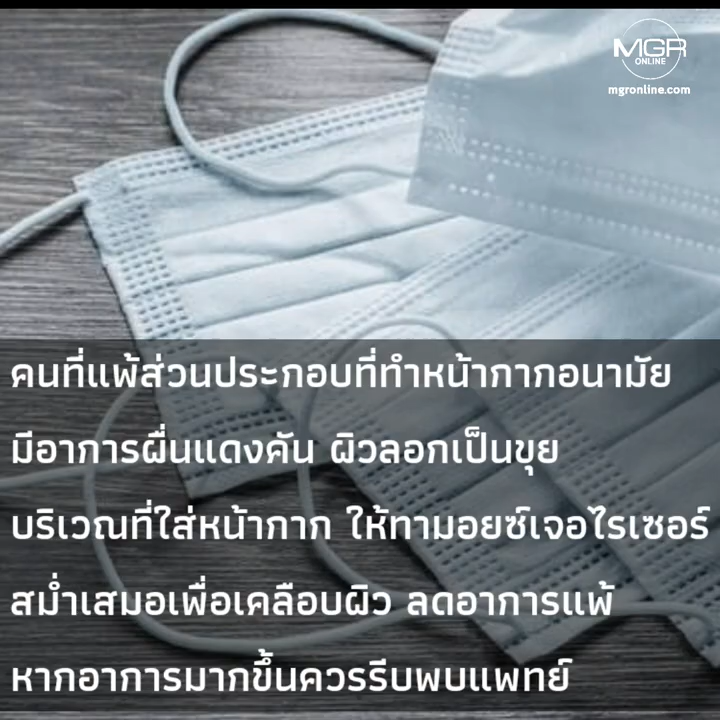 MGR
ONLINE
mgronline.com
คนที่แพ้ส่วนประกอบที่ทำหน้ากากอนามัย
มีอาการผื่นแดงคัน ผิวลอกเป็นขุย
บริเวณที่ใส่หน้ากาก ให้ทามอยซ์เจอไรเซอร์
สม่ำเสมอเพื่อเคลือบผิว ลดอาการแพ้
หากอาการมากขึ้นควรรีบพบแพทย์